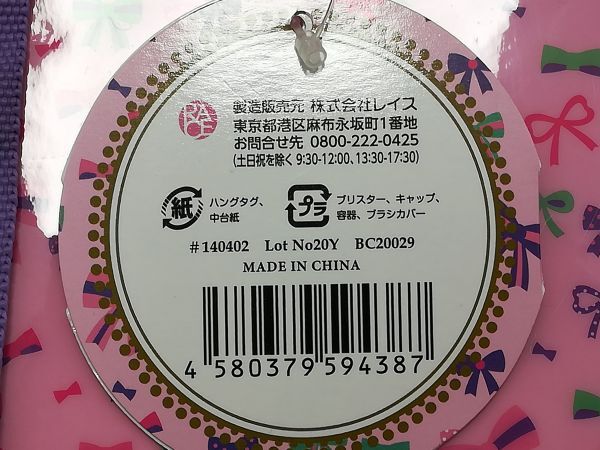 RACE
製造販売元 株式会社レイス
東京都港区麻布永坂町1番地
お問合せ先 0800-222-0425
(土日祝を除く 9:30-12:00, 13:30-17:30)
紙 ハングタグ、
中台紙
プラ ブリスター、キャップ、
容器、ブラシカバー
#140402 Lot No20Y BC20029
MADE IN CHINA
4 580379 594387